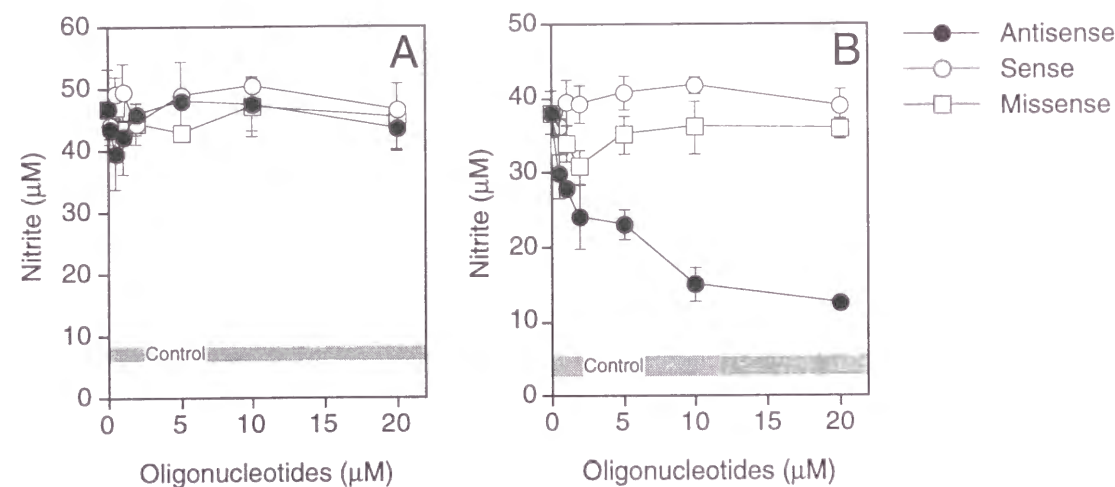 60
50
40
30
20
10
0
Nitrite (μM)
A
Control
0 5 10 15 20
Oligonucleotides (μM)
50
40
30
20
10
0
Nitrite (μM)
B
Control
0 5 10 15 20
Oligonucleotides (μM)
Antisense
Sense
Missense